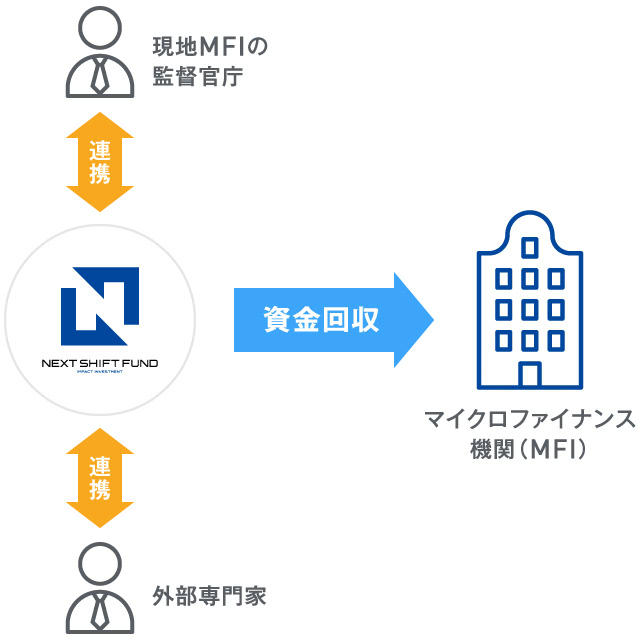 現地MFIの
監督官庁
連携
NEXT SHIFT FUND
IMPACT INVESTMENT
資金回収
マイクロファイナンス
機関（MFI）
連携
外部専門家